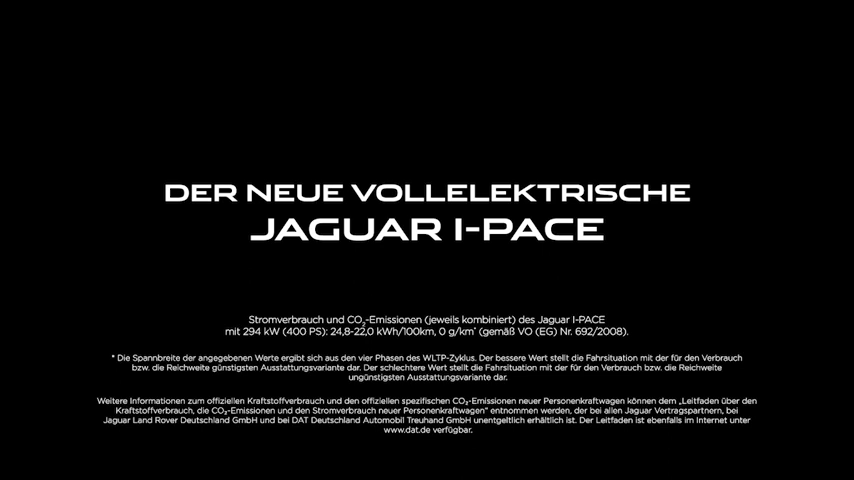 DER NEUE VOLLELEKTRISCHE
JAGUAR I-PACE
Stromverbrauch und CO₂-Emissionen (jeweils kombiniert) des Jaguar I-PACE
mit 294 kW (400 PS): 24,8-22,0 kWh/100km, 0 g/km* (gemäß VO (EG) Nr. 692/2008).
* Die Spannbreite der angegebenen Werte ergibt sich aus den vier Phasen des WLTP-Zyklus. Der bessere Wert stellt die Fahrsituation mit der für den Verbrauch
bzw. die Reichweite günstigsten Ausstattungsvariante dar. Der schlechtere Wert stellt die Fahrsituation mit der für den Verbrauch bzw. die Reichweite
ungünstigsten Ausstattungsvariante dar.
Weitere Informationen zum offiziellen Kraftstoffverbrauch und den offiziellen spezifischen CO₂-Emissionen neuer Personenkraftwagen können dem „Leitfaden über den
Kraftstoffverbrauch, die CO₂-Emissionen und den Stromverbrauch neuer Personenkraftwagen“ entnommen werden, der bei allen Jaguar Vertragspartnern, bei
Jaguar Land Rover Deutschland GmbH und bei DAT Deutschland Automobil Treuhand GmbH unentgeltlich erhältlich ist. Der Leitfaden ist ebenfalls im Internet unter
www.dat.de verfügbar.